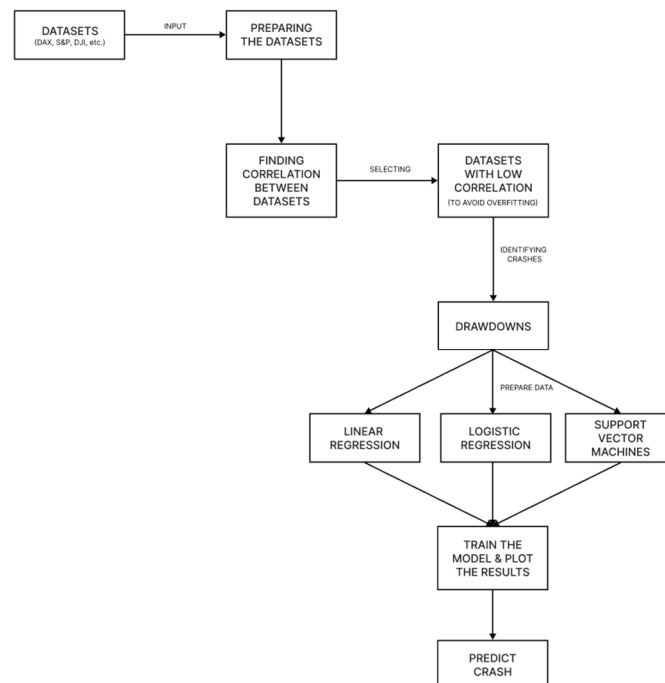 DATASETS
(DAX, S&P, DJI, etc.)
INPUT
PREPARING
THE DATASETS
FINDING
CORRELATION
BETWEEN
DATASETS
SELECTING
DATASETS
WITH LOW
CORRELATION
(TO AVOID OVERFITTING)
IDENTIFYING
CRASHES
DRAWDOWNS
PREPARE DATA
LINEAR
REGRESSION
LOGISTIC
REGRESSION
SUPPORT
VECTOR
MACHINES
TRAIN THE
MODEL & PLOT
THE RESULTS
PREDICT
CRASH